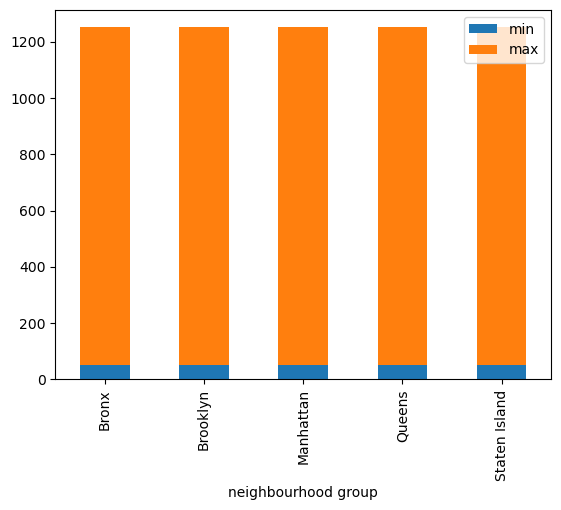 min
max
1200
1000
800
600
400
200
0
Bronx
Brooklyn
Manhattan
Queens
Staten Island
neighbourhood group